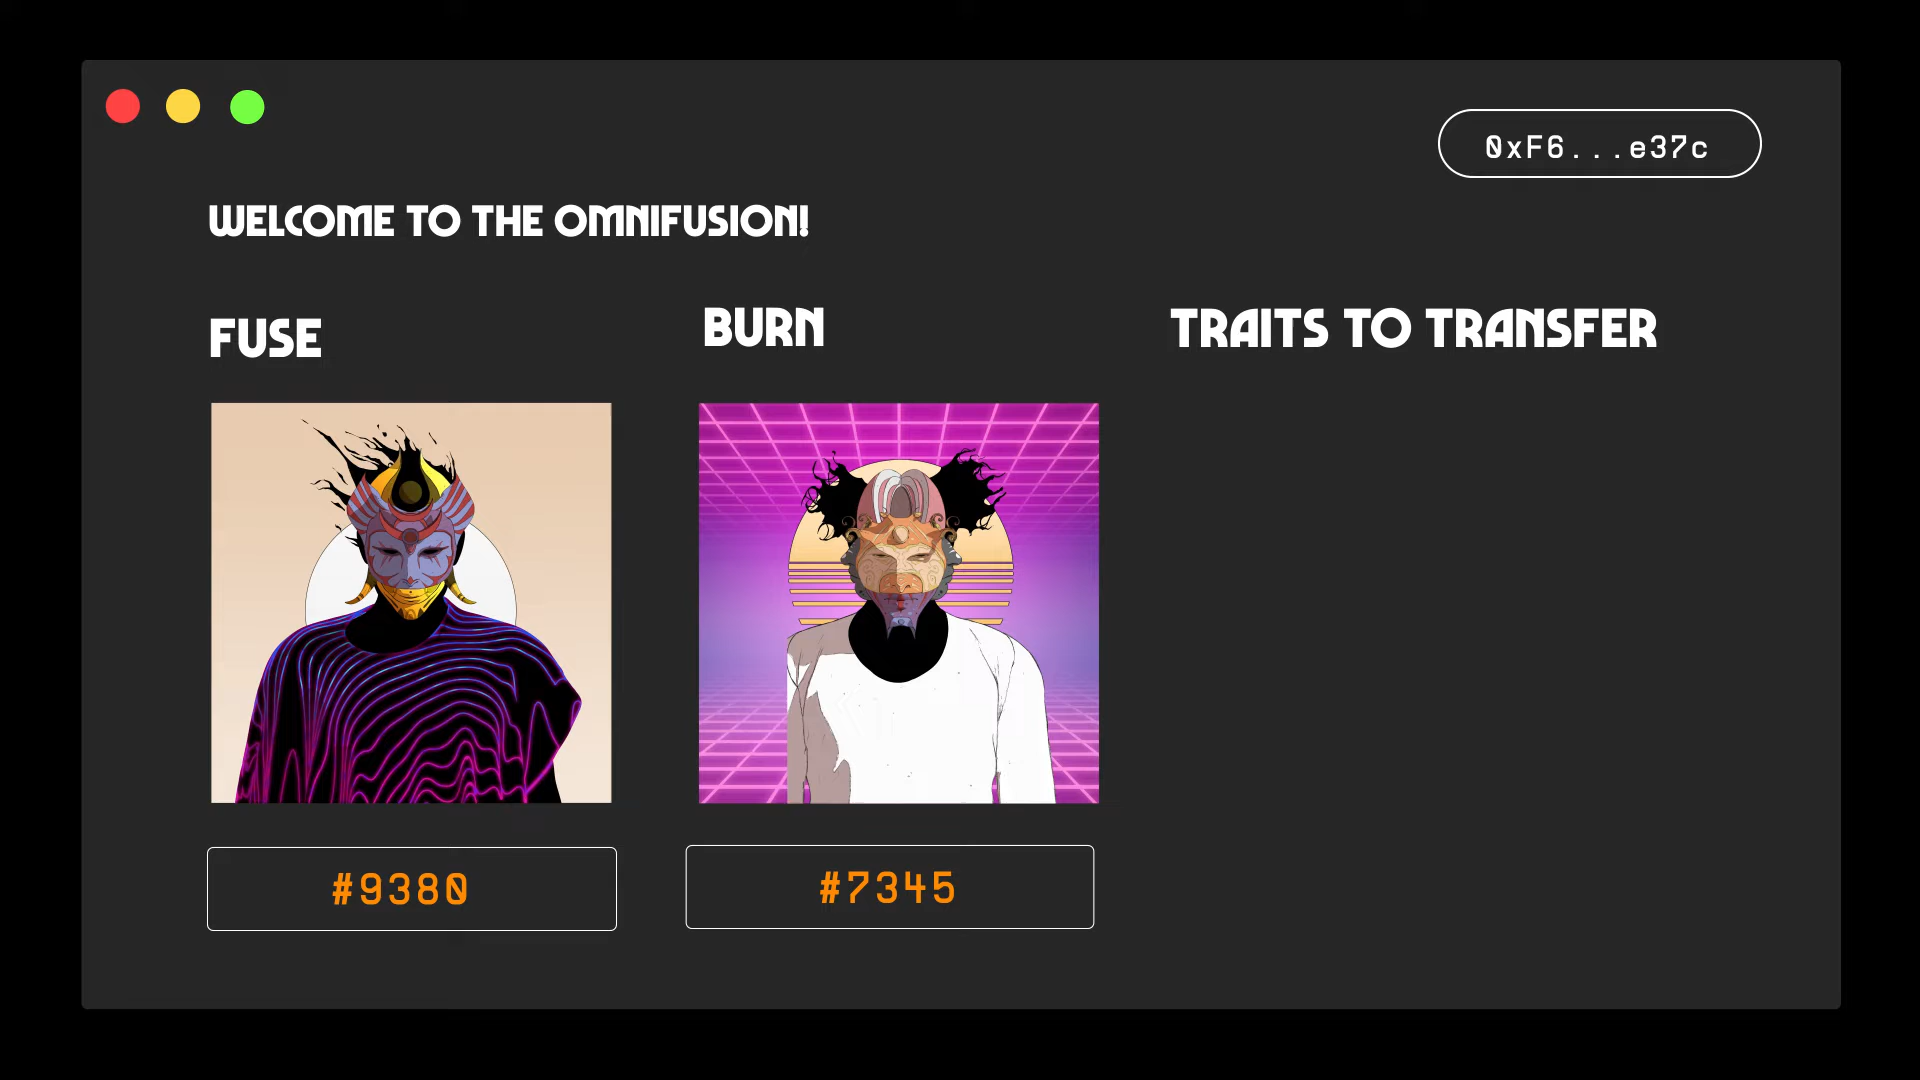 0xF6...e37c
WELCOME TO THE OMNIFUSION!
FUSE
BURN
TRAITS TO TRANSFER
#9380
#7345